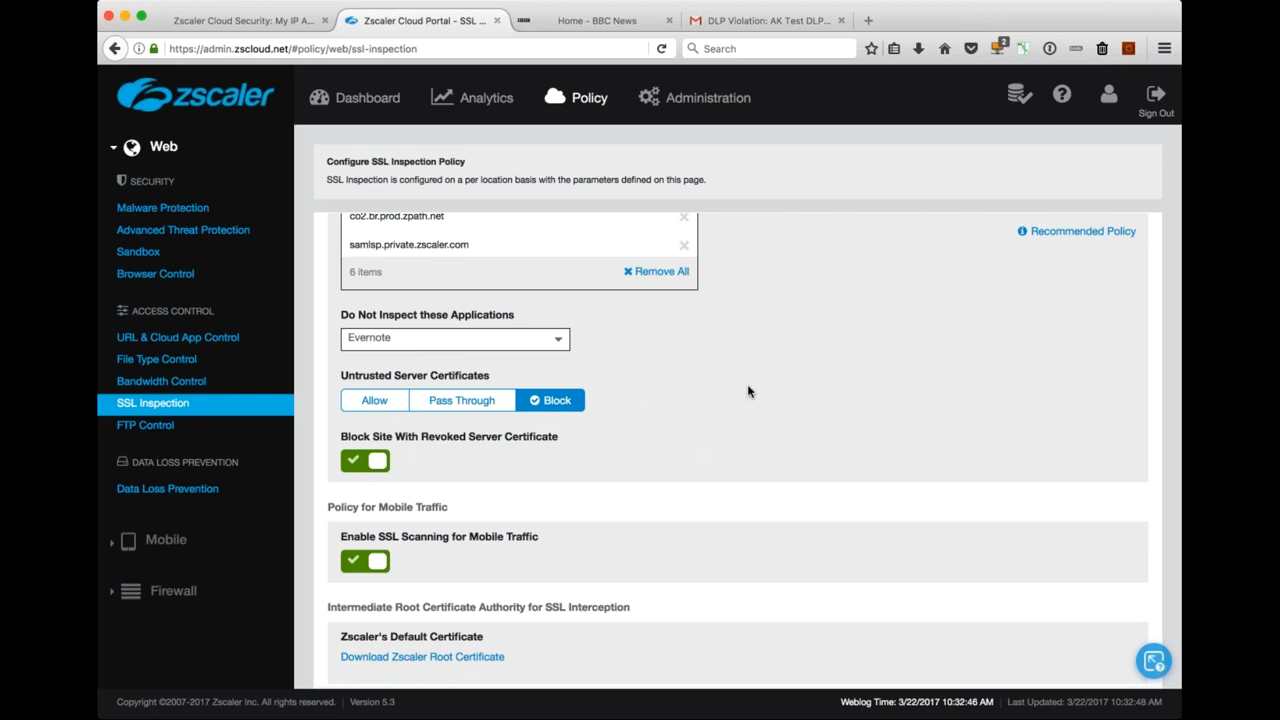 Zscaler Cloud Security: My IP A...
Zscaler Cloud Portal - SSL ...
BBC
Home - BBC News
DLP Violation: AK Test DLP...
https://admin.zscloud.net/#policy/web/ssl-inspection
Search
2
zscaler
Dashboard
Analytics
Policy
Administration
Sign Out
Web
SECURITY
Malware Protection
Advanced Threat Protection
Sandbox
Browser Control
ACCESS CONTROL
URL & Cloud App Control
File Type Control
Bandwidth Control
SSL Inspection
FTP Control
DATA LOSS PREVENTION
Data Loss Prevention
Mobile
Firewall
Configure SSL Inspection Policy
SSL Inspection is configured on a per location basis with the parameters defined on this page.
co2.br.prod.zpath.net
samlsp.private.zscaler.com
6 items
Remove All
Recommended Policy
Do Not Inspect these Applications
Evernote
Untrusted Server Certificates
Allow
Pass Through
Block
Block Site With Revoked Server Certificate
Policy for Mobile Traffic
Enable SSL Scanning for Mobile Traffic
Intermediate Root Certificate Authority for SSL Interception
Zscaler's Default Certificate
Download Zscaler Root Certificate
Copyright ©2007-2017 Zscaler Inc. All rights reserved.
Version 5.3
Weblog Time: 3/22/2017 10:32:46 AM
Last Updated: 3/22/2017 10:32:48 AM